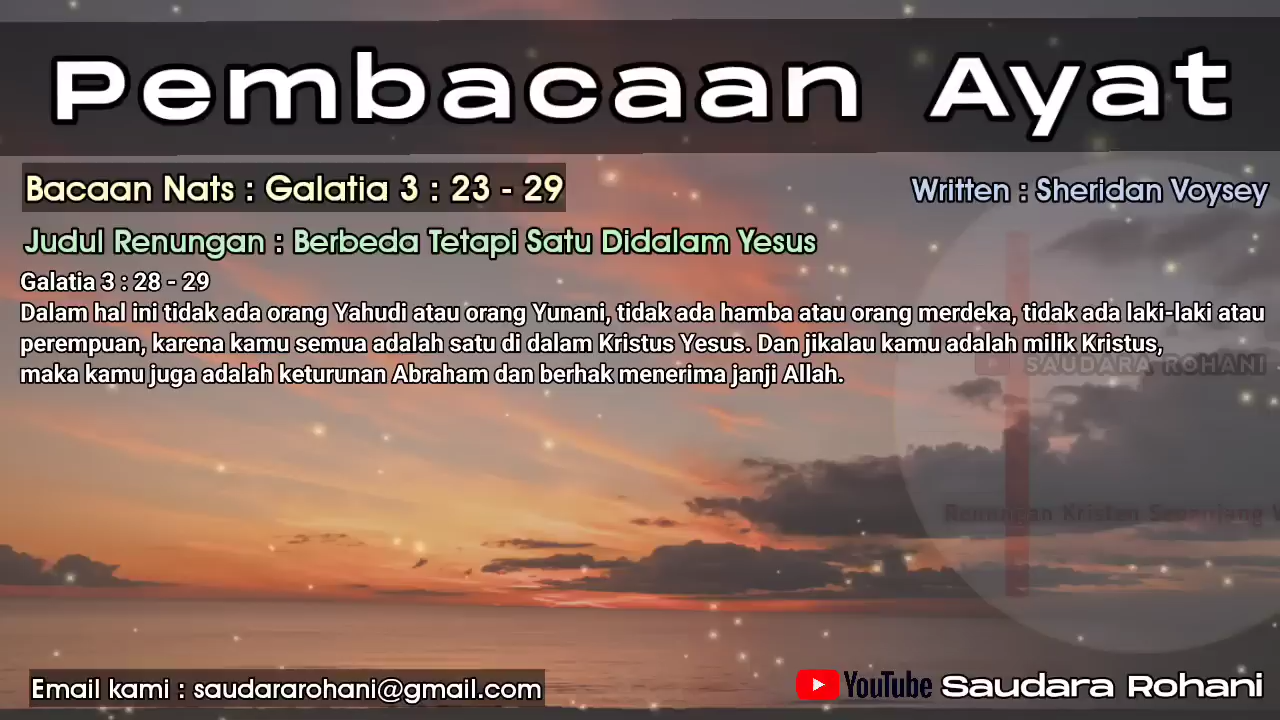 Pembacaan Ayat
Bacaan Nats : Galatia 3 : 23 - 29
Written : Sheridan Voysey
Judul Renungan : Berbeda Tetapi Satu Didalam Yesus
Galatia 3 : 28 - 29
Dalam hal ini tidak ada orang Yahudi atau orang Yunani, tidak ada hamba atau orang merdeka, tidak ada laki-laki atau
perempuan, karena kamu semua adalah satu di dalam Kristus Yesus. Dan jikalau kamu adalah milik Kristus,
maka kamu juga adalah keturunan Abraham dan berhak menerima janji Allah.
SAUDARA ROHANI
Renungan Kristen Sepanjang
Email kami : saudararohani@gmail.com
YouTube Saudara Rohani